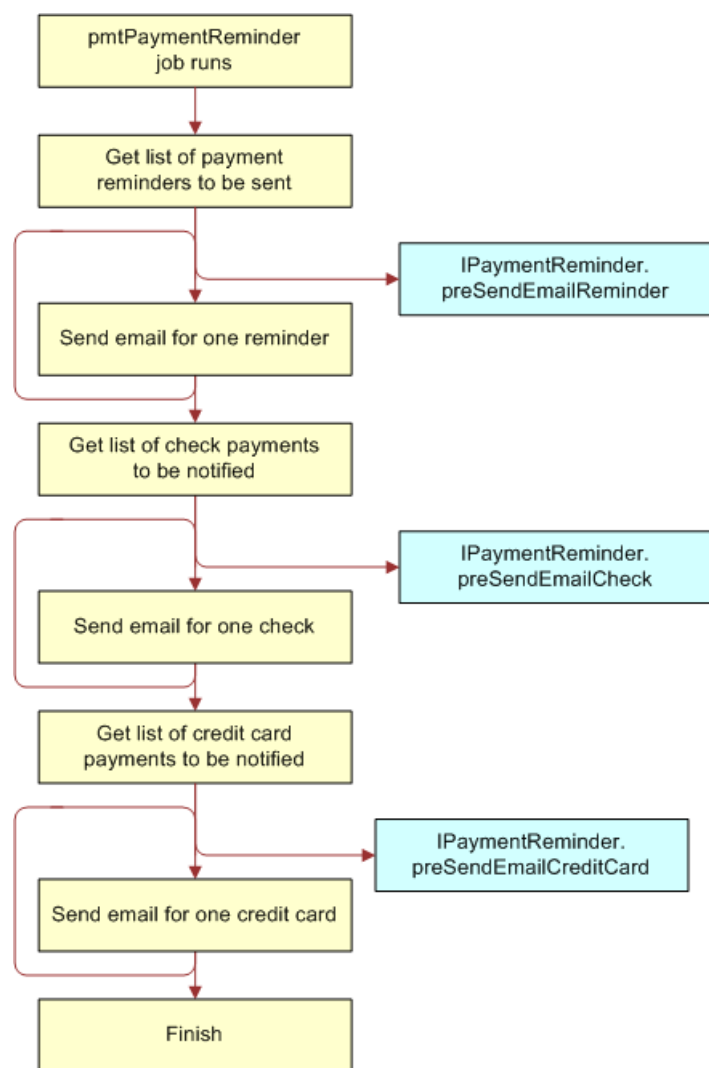 pmtPaymentReminder
job runs
Get list of payment
reminders to be sent
IPaymentReminder.
preSendEmailReminder
Send email for one reminder
Get list of check payments
to be notified
IPaymentReminder.
preSendEmailCheck
Send email for one check
Get list of credit card
payments to be notified
IPaymentReminder.
preSendEmailCreditCard
Send email for one credit card
Finish